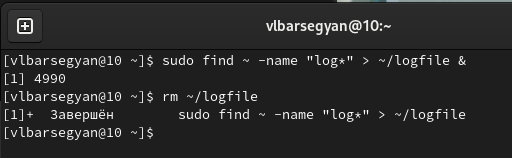 vlbarsegyan@10:~
[vlbarsegyan@10 ~]$ sudo find ~ -name "log*" > ~/logfile &
[1] 4990
[vlbarsegyan@10 ~]$ rm ~/logfile
[1]+  Завершён        sudo find ~ -name "log*" > ~/logfile
[vlbarsegyan@10 ~]$